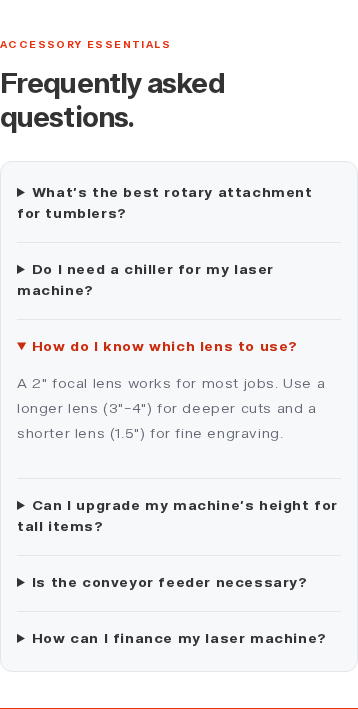 ACCESSORY ESSENTIALS
Frequently asked
questions.
What's the best rotary attachment
for tumblers?
Do I need a chiller for my laser
machine?
How do I know which lens to use?
A 2" focal lens works for most jobs. Use a
longer lens (3"–4") for deeper cuts and a
shorter lens (1.5") for fine engraving.
Can I upgrade my machine's height for
tall items?
Is the conveyor feeder necessary?
How can I finance my laser machine?